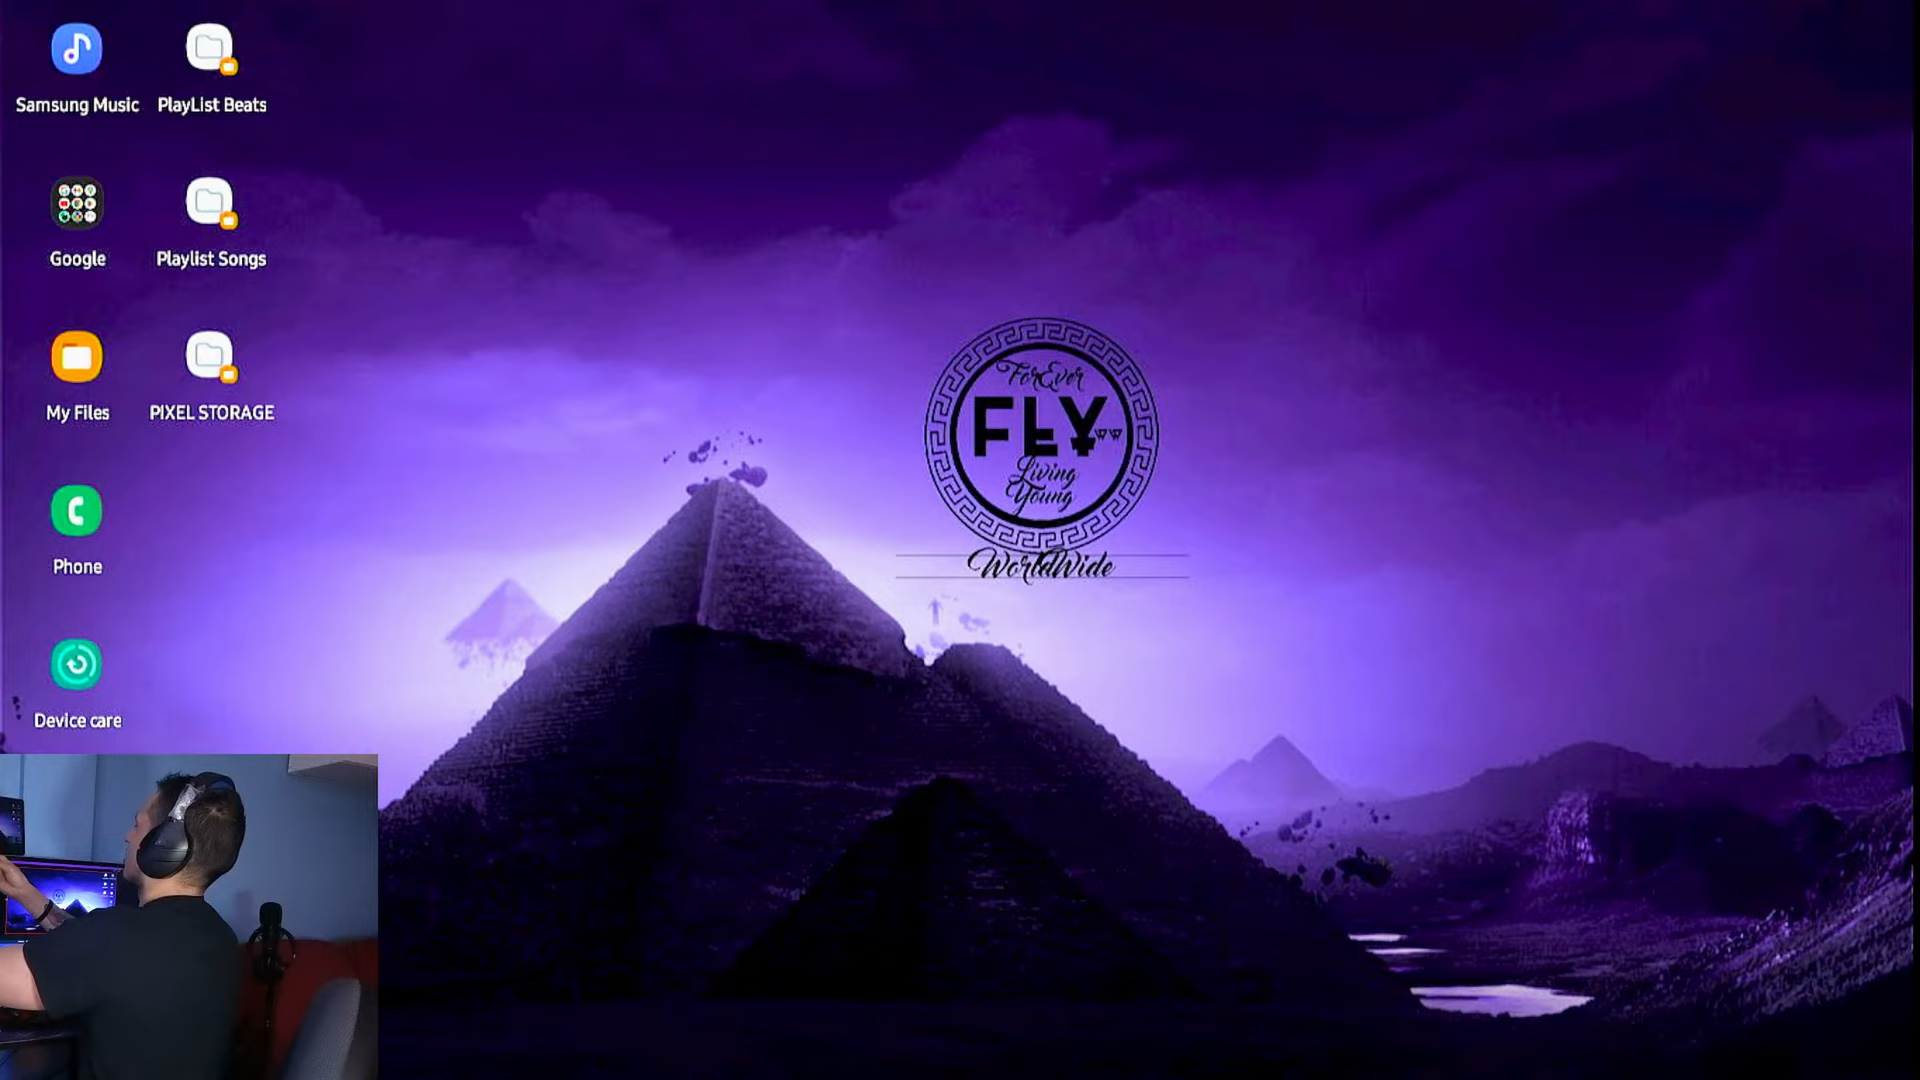 Samsung Music
PlayList Beats
Google
Playlist Songs
My Files
PIXEL STORAGE
Phone
Device care
ForEver
FLY
WW
Living
Young
WorldWide